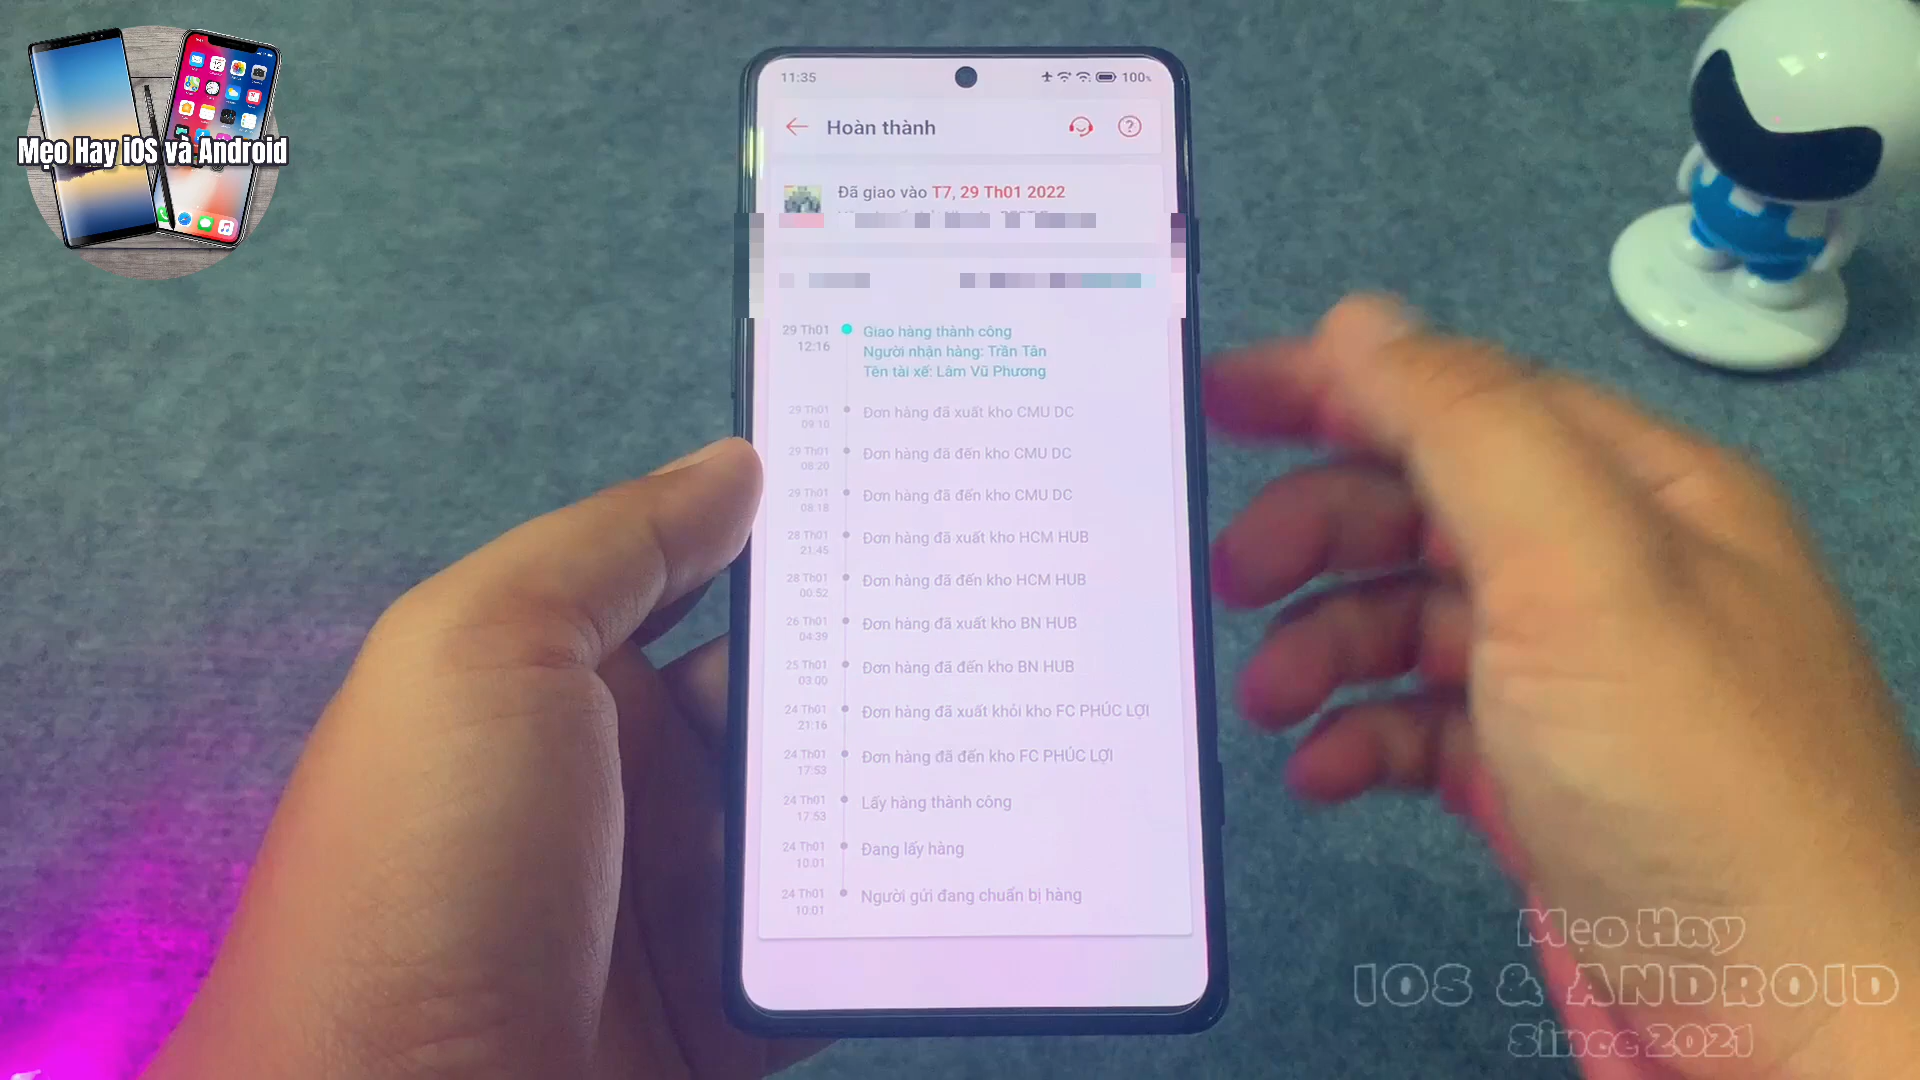 Mẹo Hay iOS và Android
11:35
100%
Hoàn thành
Đã giao vào T7, 29 Th01 2022
29 Th01
12:16
Giao hàng thành công
Người nhận hàng: Trần Tân
Tên tài xế: Lâm Vũ Phương
29 Th01
09:10
Đơn hàng đã xuất kho CMU DC
29 Th01
08:20
Đơn hàng đã đến kho CMU DC
29 Th01
08:18
Đơn hàng đã đến kho CMU DC
28 Th01
21:45
Đơn hàng đã xuất kho HCM HUB
28 Th01
00:52
Đơn hàng đã đến kho HCM HUB
26 Th01
04:39
Đơn hàng đã xuất kho BN HUB
25 Th01
03:00
Đơn hàng đã đến kho BN HUB
24 Th01
21:16
Đơn hàng đã xuất khỏi kho FC PHÚC LỢI
24 Th01
17:53
Đơn hàng đã đến kho FC PHÚC LỢI
24 Th01
17:53
Lấy hàng thành công
24 Th01
10:01
Đang lấy hàng
24 Th01
10:01
Người gửi đang chuẩn bị hàng
Mẹo Hay
IOS & ANDROID
Since 2021